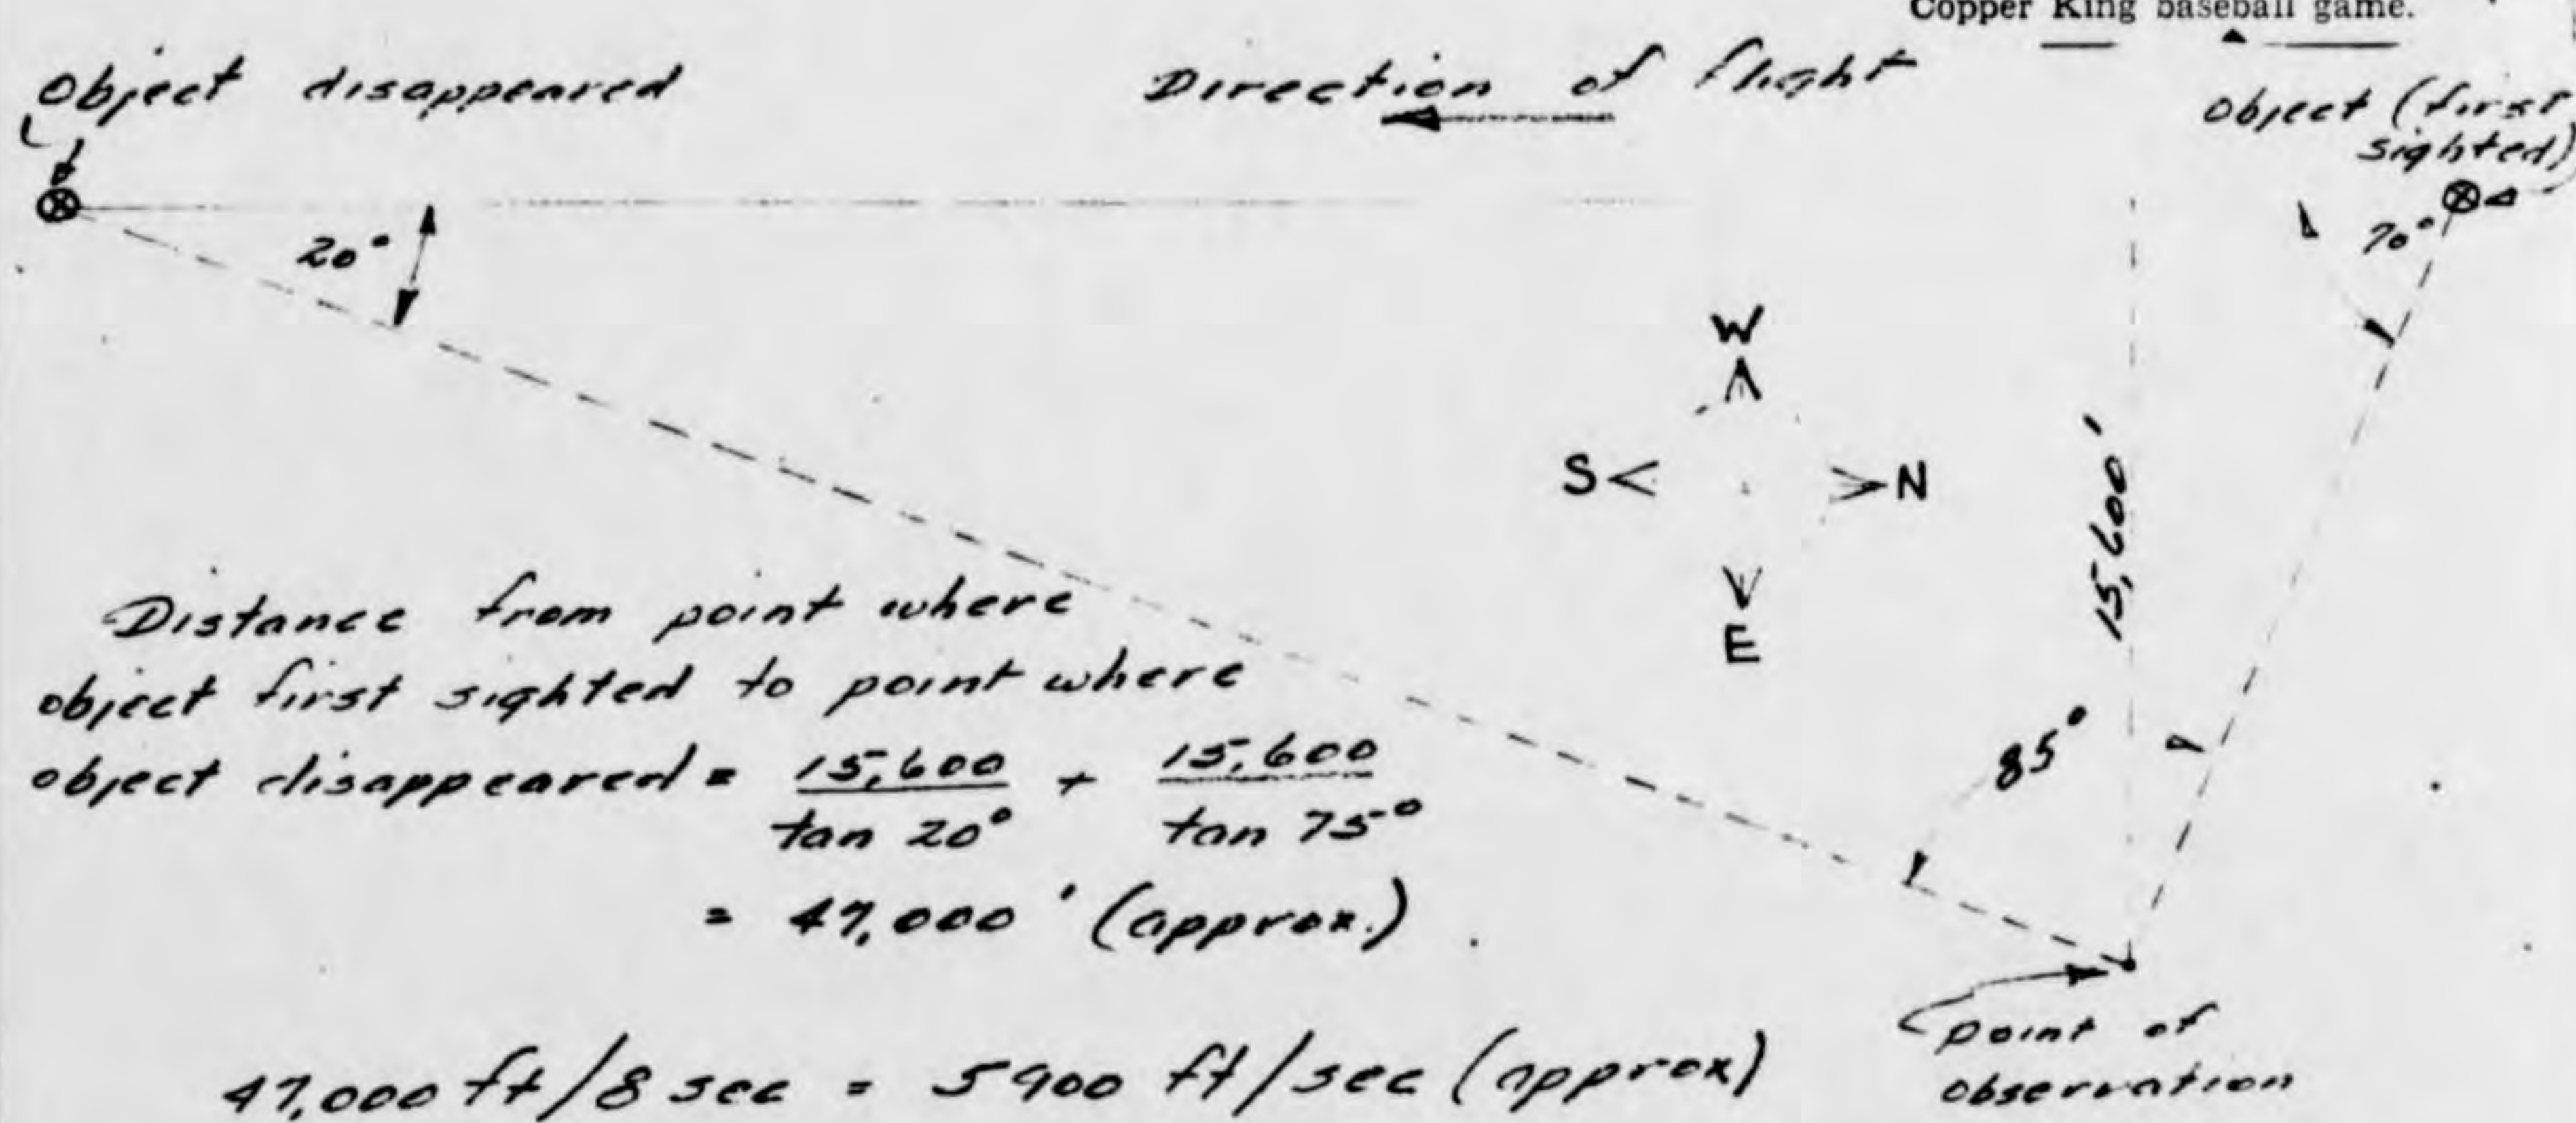 Copper King baseball game.
Object disappeared
Direction of flight
Object (first
sighted)
20°
70°
W
S
N
E
15,600'
85°
Distance from point where
object first sighted to point where
object disappeared = 15,600 / tan 20° + 15,600 / tan 75°
= 47,000' (approx.)
47,000 ft/8 sec = 5900 ft/sec (approx)
point of
observation